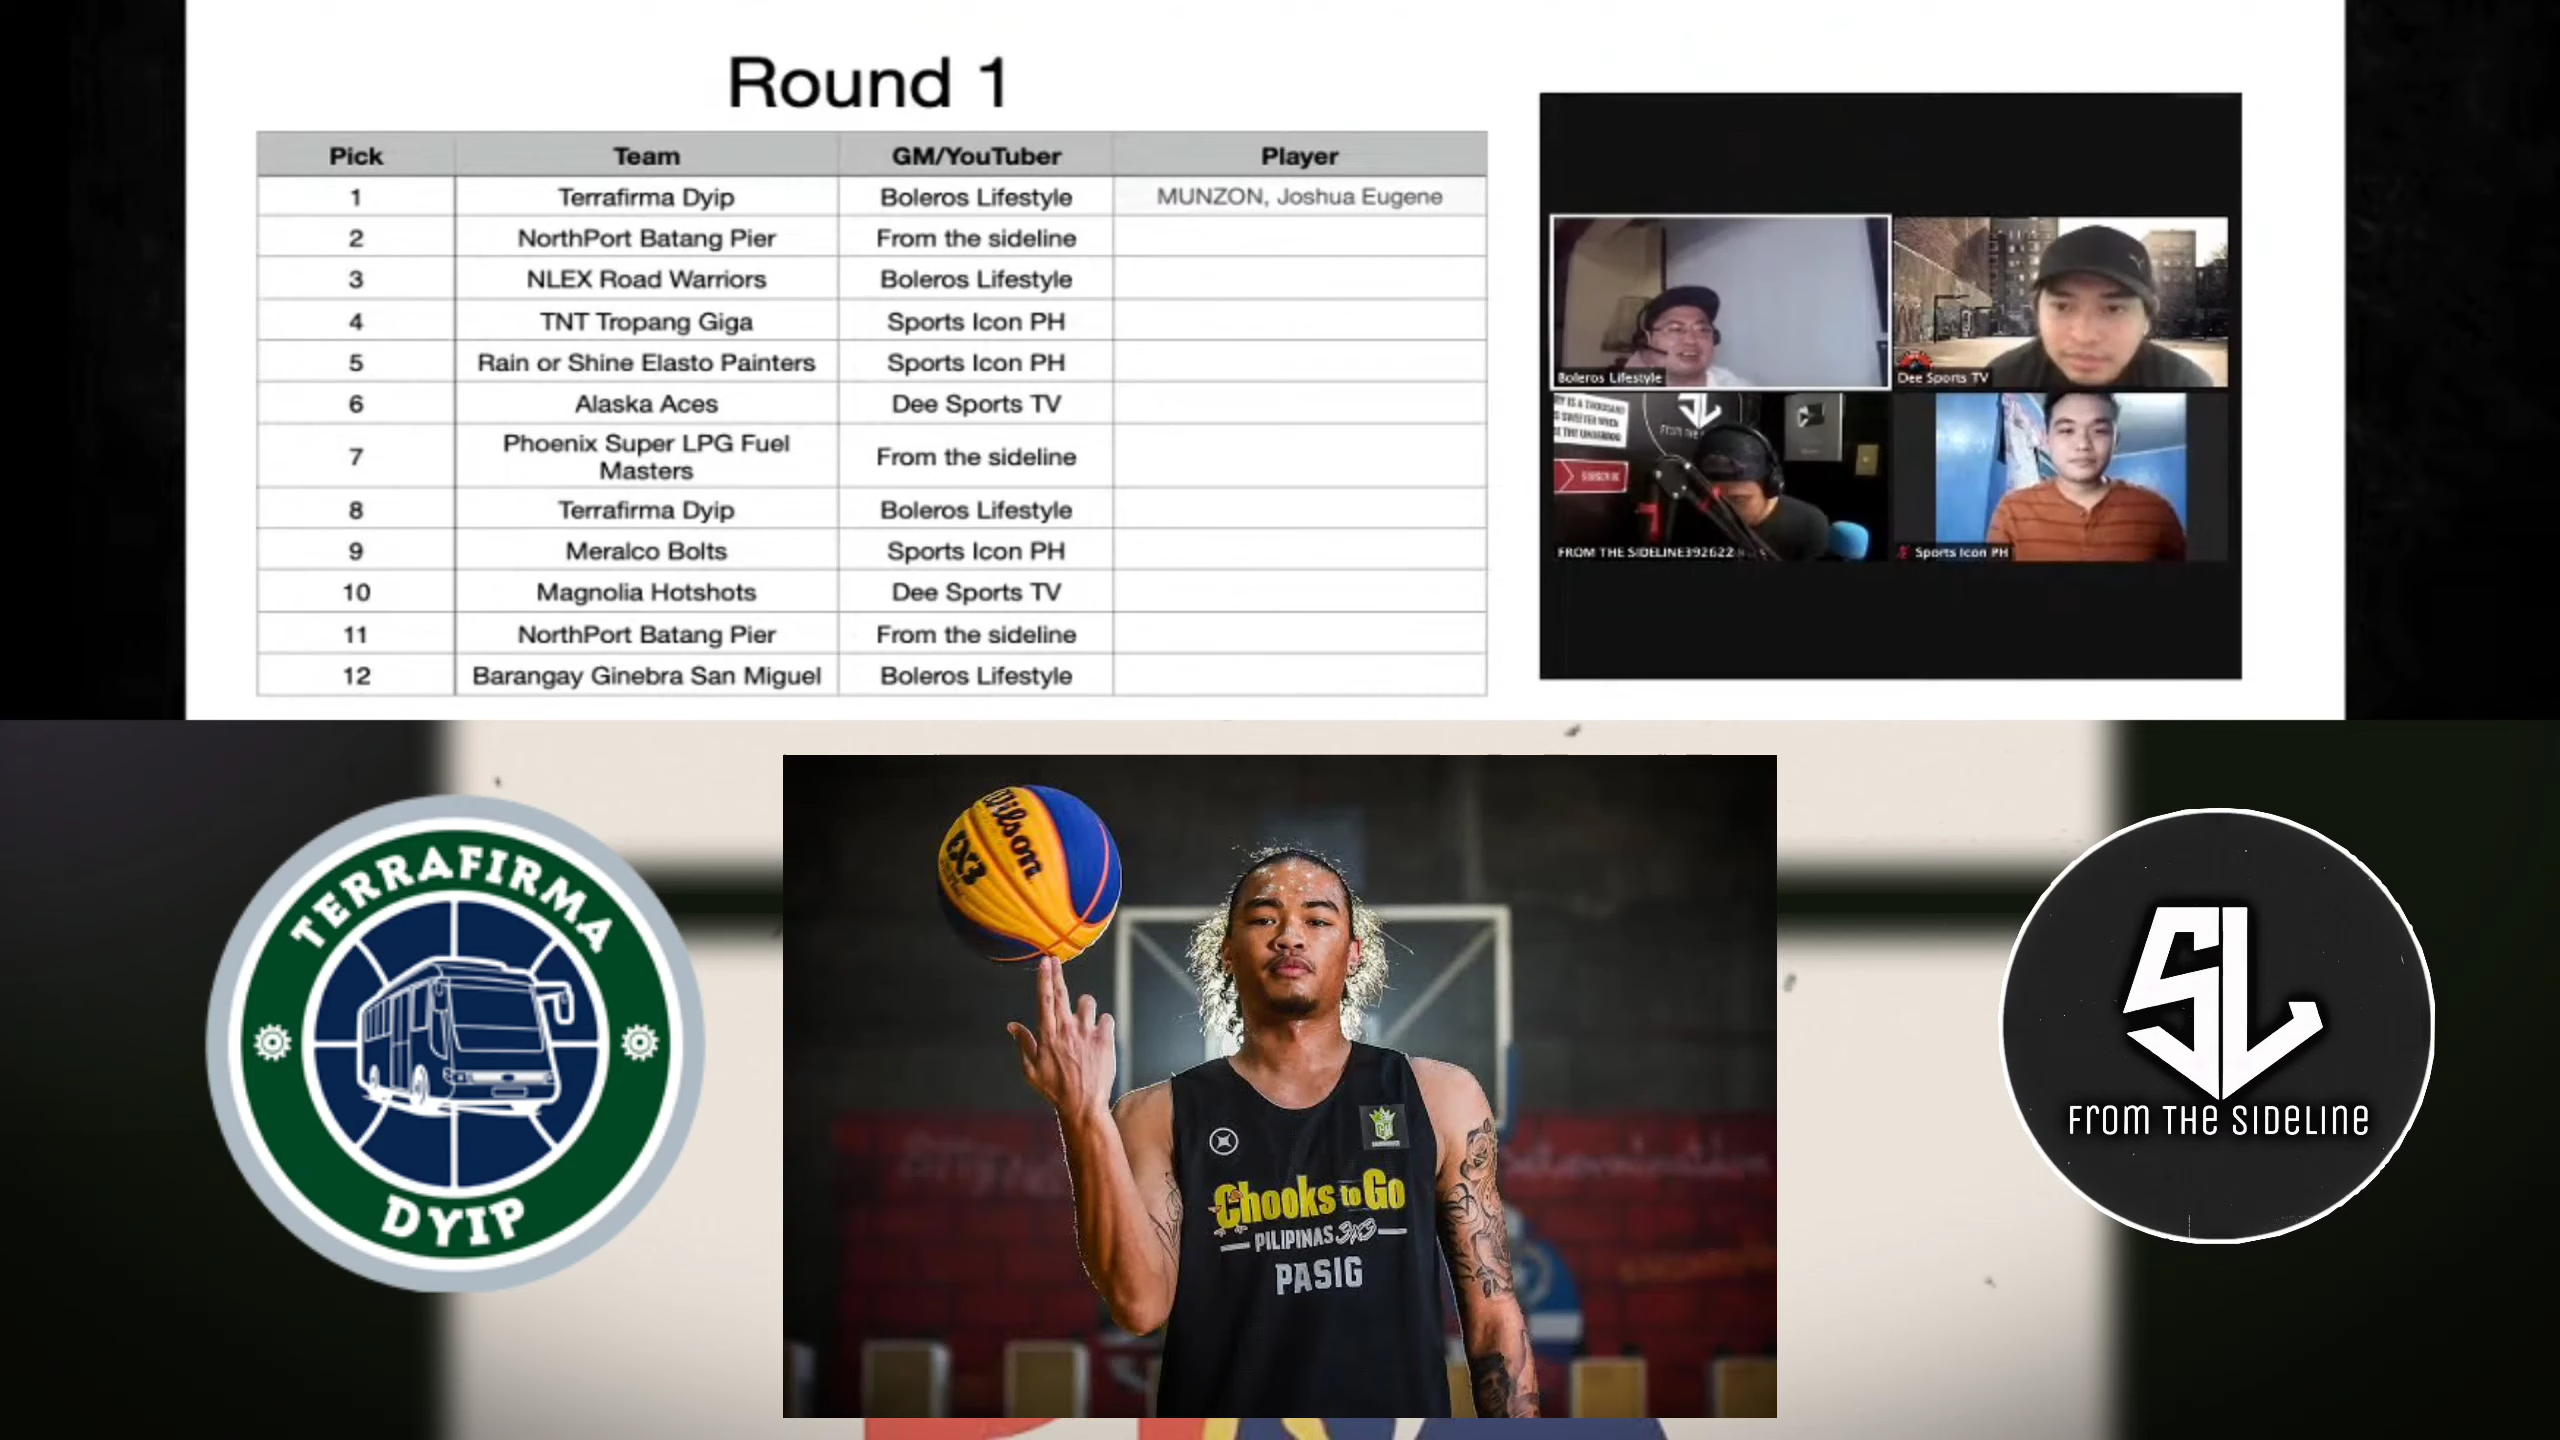 Round 1
Pick Team GM/YouTuber Player
1 Terrafirma Dyip Boleros Lifestyle MUNZON, Joshua Eugene
2 NorthPort Batang Pier From the sideline
3 NLEX Road Warriors Boleros Lifestyle
4 TNT Tropang Giga Sports Icon PH
5 Rain or Shine Elasto Painters Sports Icon PH
6 Alaska Aces Dee Sports TV
7 Phoenix Super LPG Fuel Masters From the sideline
8 Terrafirma Dyip Boleros Lifestyle
9 Meralco Bolts Sports Icon PH
10 Magnolia Hotshots Dee Sports TV
11 NorthPort Batang Pier From the sideline
12 Barangay Ginebra San Miguel Boleros Lifestyle
Boleros Lifestyle
Dee Sports TV
SL
SUBSCRIBE
FROM THE SIDELINE392622
Sports Icon PH
TERRAFIRMA
DYIP
Wilson
Chooks to Go
PILIPINAS 3x3
PASIG
SL
From THE SIDELINE